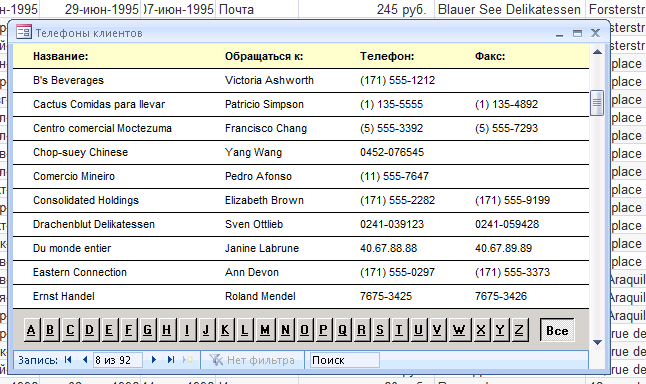 н-1995 29-июн-1995 07-июн-1995 Почта 245 руб. Blauer See Delikatessen Forsterstr
Телефоны клиентов
Название: Обращаться к: Телефон: Факс:
B's Beverages Victoria Ashworth (171) 555-1212
Cactus Comidas para llevar Patricio Simpson (1) 135-5555 (1) 135-4892
Centro comercial Moctezuma Francisco Chang (5) 555-3392 (5) 555-7293
Chop-suey Chinese Yang Wang 0452-076545
Comercio Mineiro Pedro Afonso (11) 555-7647
Consolidated Holdings Elizabeth Brown (171) 555-2282 (171) 555-9199
Drachenblut Delikatessen Sven Ottlieb 0241-039123 0241-059428
Du monde entier Janine Labrune 40.67.88.88 40.67.89.89
Eastern Connection Ann Devon (171) 555-0297 (171) 555-3373
Ernst Handel Roland Mendel 7675-3425 7675-3426
A B C D E F G H I J K L M N O P Q R S T U V W X Y Z Все
Запись: 8 из 92 Нет фильтра Поиск